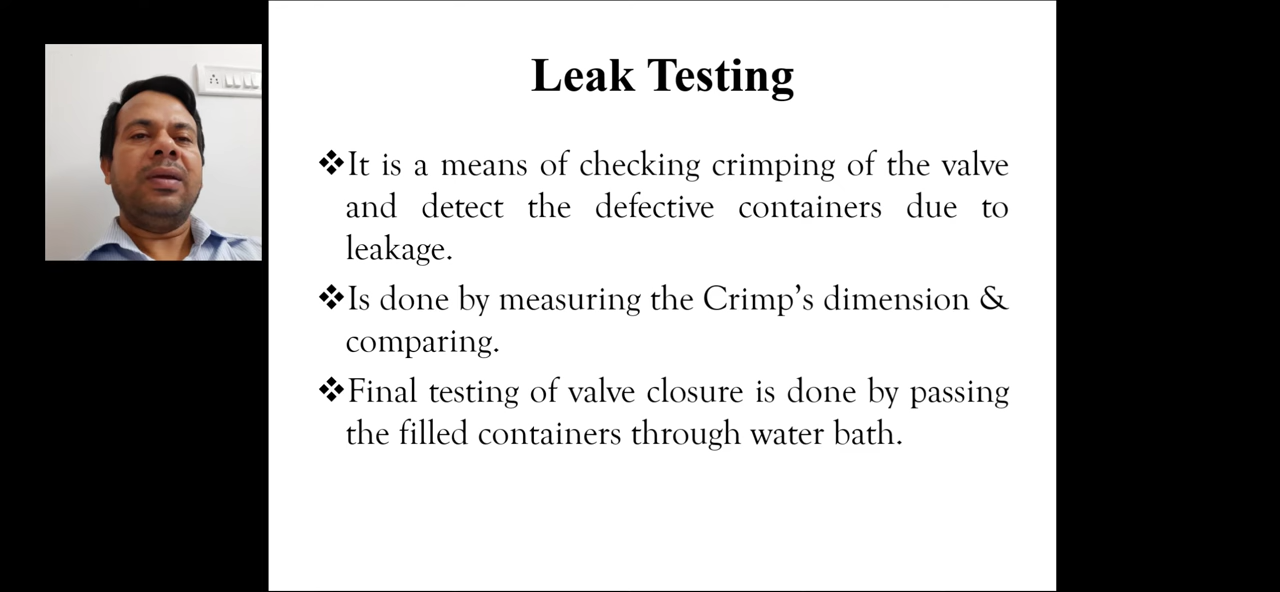 Leak Testing
❖It is a means of checking crimping of the valve
and detect the defective containers due to
leakage.
❖Is done by measuring the Crimp’s dimension &
comparing.
❖Final testing of valve closure is done by passing
the filled containers through water bath.